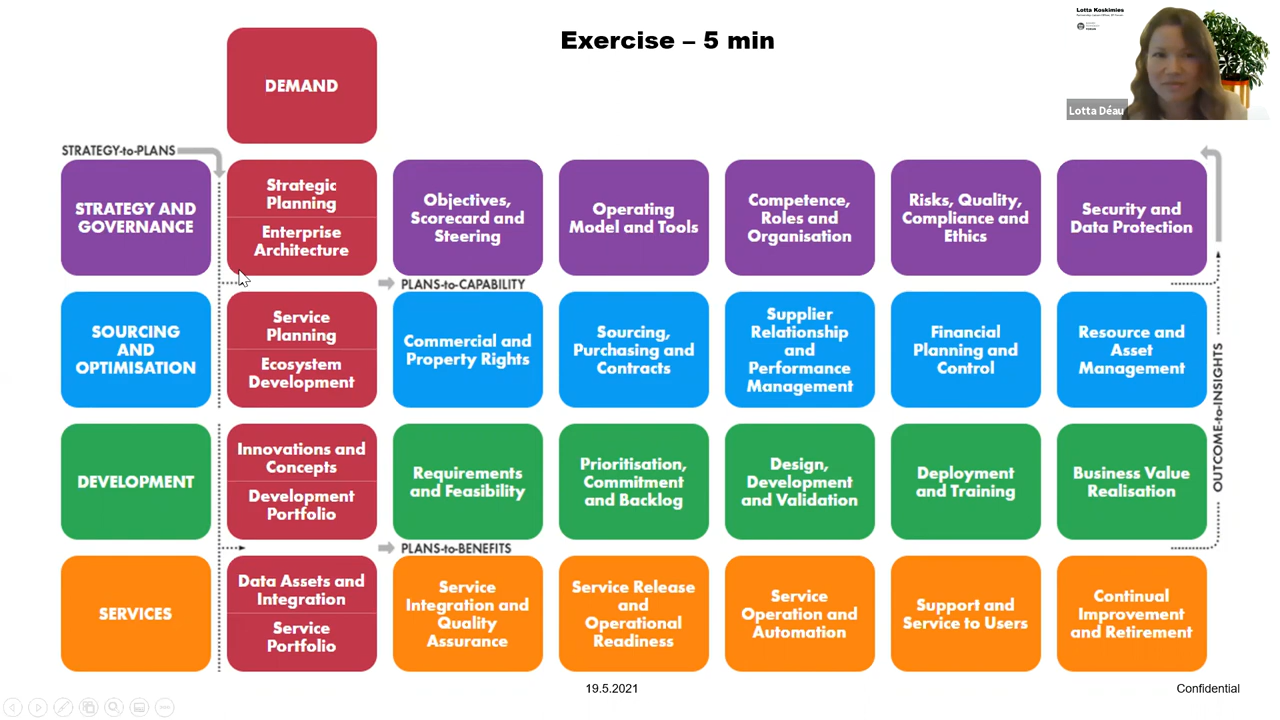 Exercise – 5 min
Lotta Koskimies
Lotta Déau
DEMAND
STRATEGY-to-PLANS
STRATEGY AND
GOVERNANCE
Strategic
Planning
Enterprise
Architecture
Objectives,
Scorecard and
Steering
Operating
Model and Tools
Competence,
Roles and
Organisation
Risks, Quality,
Compliance and
Ethics
Security and
Data Protection
PLANS-to-CAPABILITY
SOURCING
AND
OPTIMISATION
Service
Planning
Ecosystem
Development
Commercial and
Property Rights
Sourcing,
Purchasing and
Contracts
Supplier
Relationship
and
Performance
Management
Financial
Planning and
Control
Resource and
Asset
Management
OUTCOME-to-INSIGHTS
DEVELOPMENT
Innovations and
Concepts
Development
Portfolio
Requirements
and Feasibility
Prioritisation,
Commitment
and Backlog
Design,
Development
and Validation
Deployment
and Training
Business Value
Realisation
PLANS-to-BENEFITS
SERVICES
Data Assets and
Integration
Service
Portfolio
Service
Integration and
Quality
Assurance
Service Release
and
Operational
Readiness
Service
Operation and
Automation
Support and
Service to Users
Continual
Improvement
and Retirement
19.5.2021
Confidential